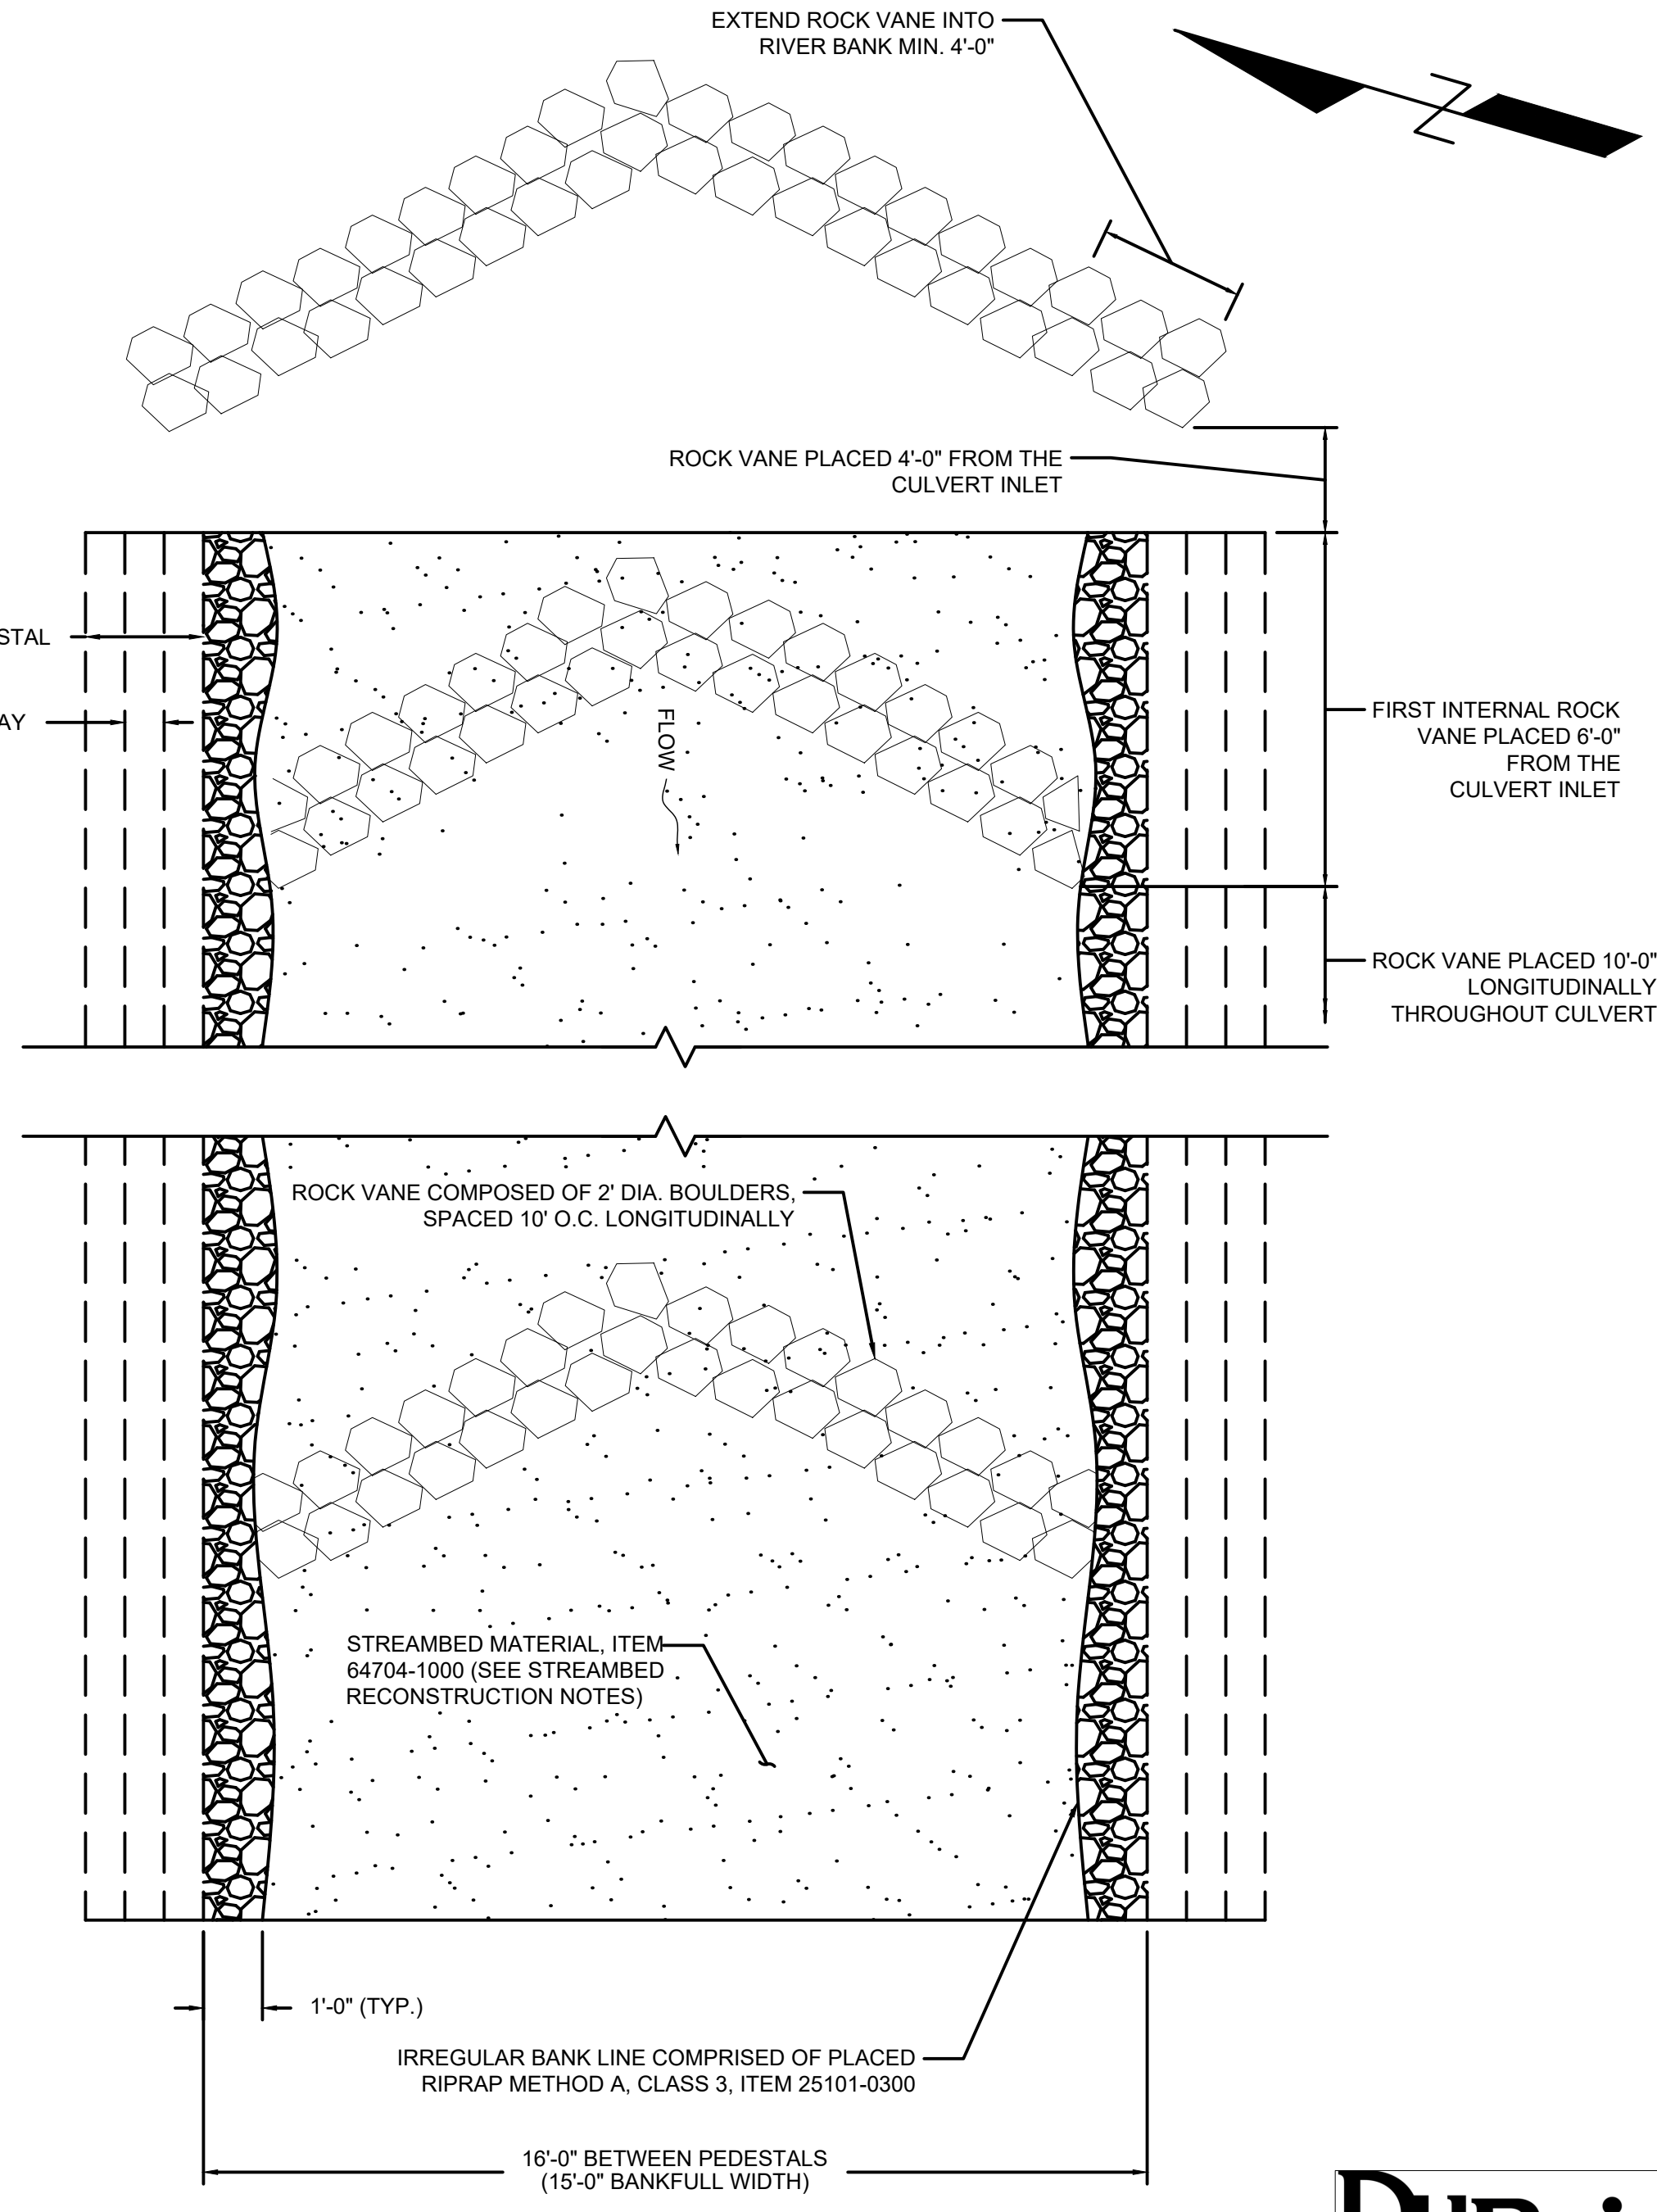 EXTEND ROCK VANE INTO
RIVER BANK MIN. 4'-0"
ROCK VANE PLACED 4'-0" FROM THE
CULVERT INLET
STAL
AY
FLOW
FIRST INTERNAL ROCK
VANE PLACED 6'-0"
FROM THE
CULVERT INLET
ROCK VANE PLACED 10'-0"
LONGITUDINALLY
THROUGHOUT CULVERT
ROCK VANE COMPOSED OF 2' DIA. BOULDERS,
SPACED 10' O.C. LONGITUDINALLY
STREAMBED MATERIAL, ITEM
64704-1000 (SEE STREAMBED
RECONSTRUCTION NOTES)
1'-0" (TYP.)
IRREGULAR BANK LINE COMPRISED OF PLACED
RIPRAP METHOD A, CLASS 3, ITEM 25101-0300
16'-0" BETWEEN PEDESTALS
(15'-0" BANKFULL WIDTH)